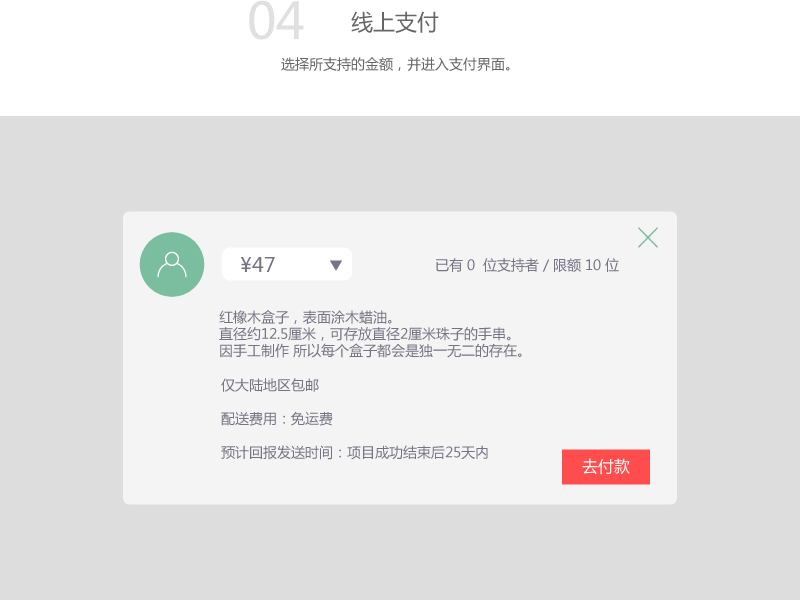 04 线上支付
选择所支持的金额，并进入支付界面。
¥47 已有 0 位支持者 / 限额 10 位
红橡木盒子，表面涂木蜡油。
直径约12.5厘米，可存放直径2厘米珠子的手串。
因手工制作 所以每个盒子都会是独一无二的存在。
仅大陆地区包邮
配送费用：免运费
预计回报发送时间：项目成功结束后25天内
去付款